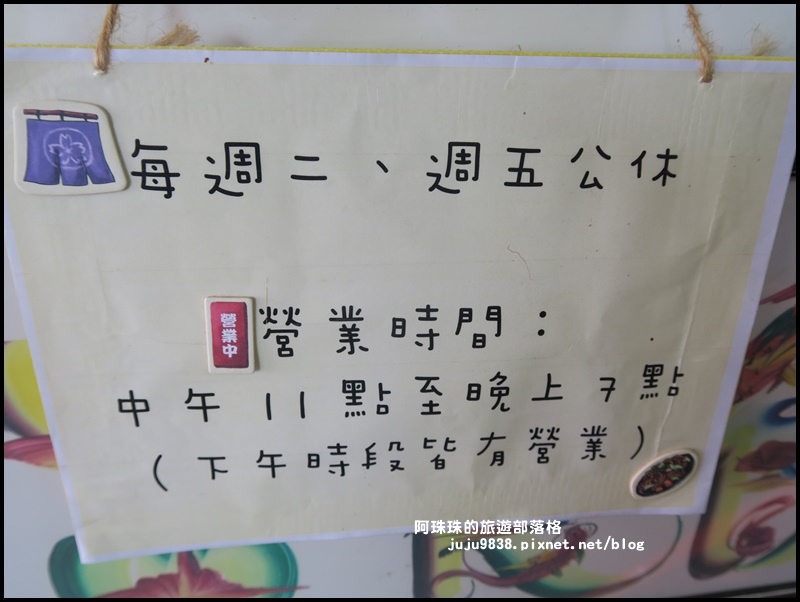 每週二、週五公休
營業中
營業時間：
中午11點至晚上7點
(下午時段皆有營業)
阿珠珠的旅遊部落格
juju9838.pixnet.net/blog